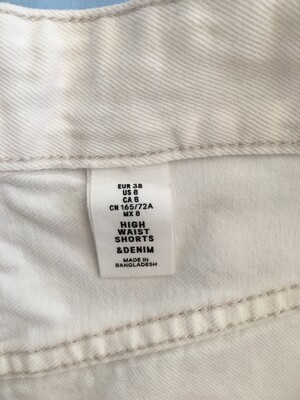 EUR 38
US 8
CA 8
CN 165/72A
MX 8
HIGH
WAIST
SHORTS
&DENIM
MADE IN
BANGLADESH